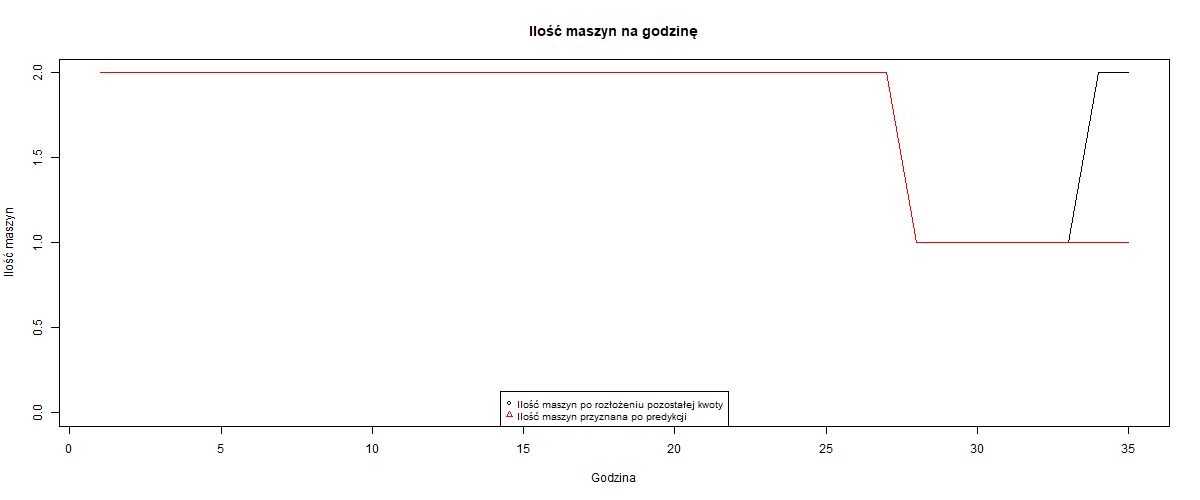 Ilość maszyn na godzinę
Ilość maszyn
2.0
1.5
1.0
0.5
0.0
Ilość maszyn po rozłożeniu pozostałej kwoty
Ilość maszyn przyznana po predykcji
0 5 10 15 20 25 30 35
Godzina